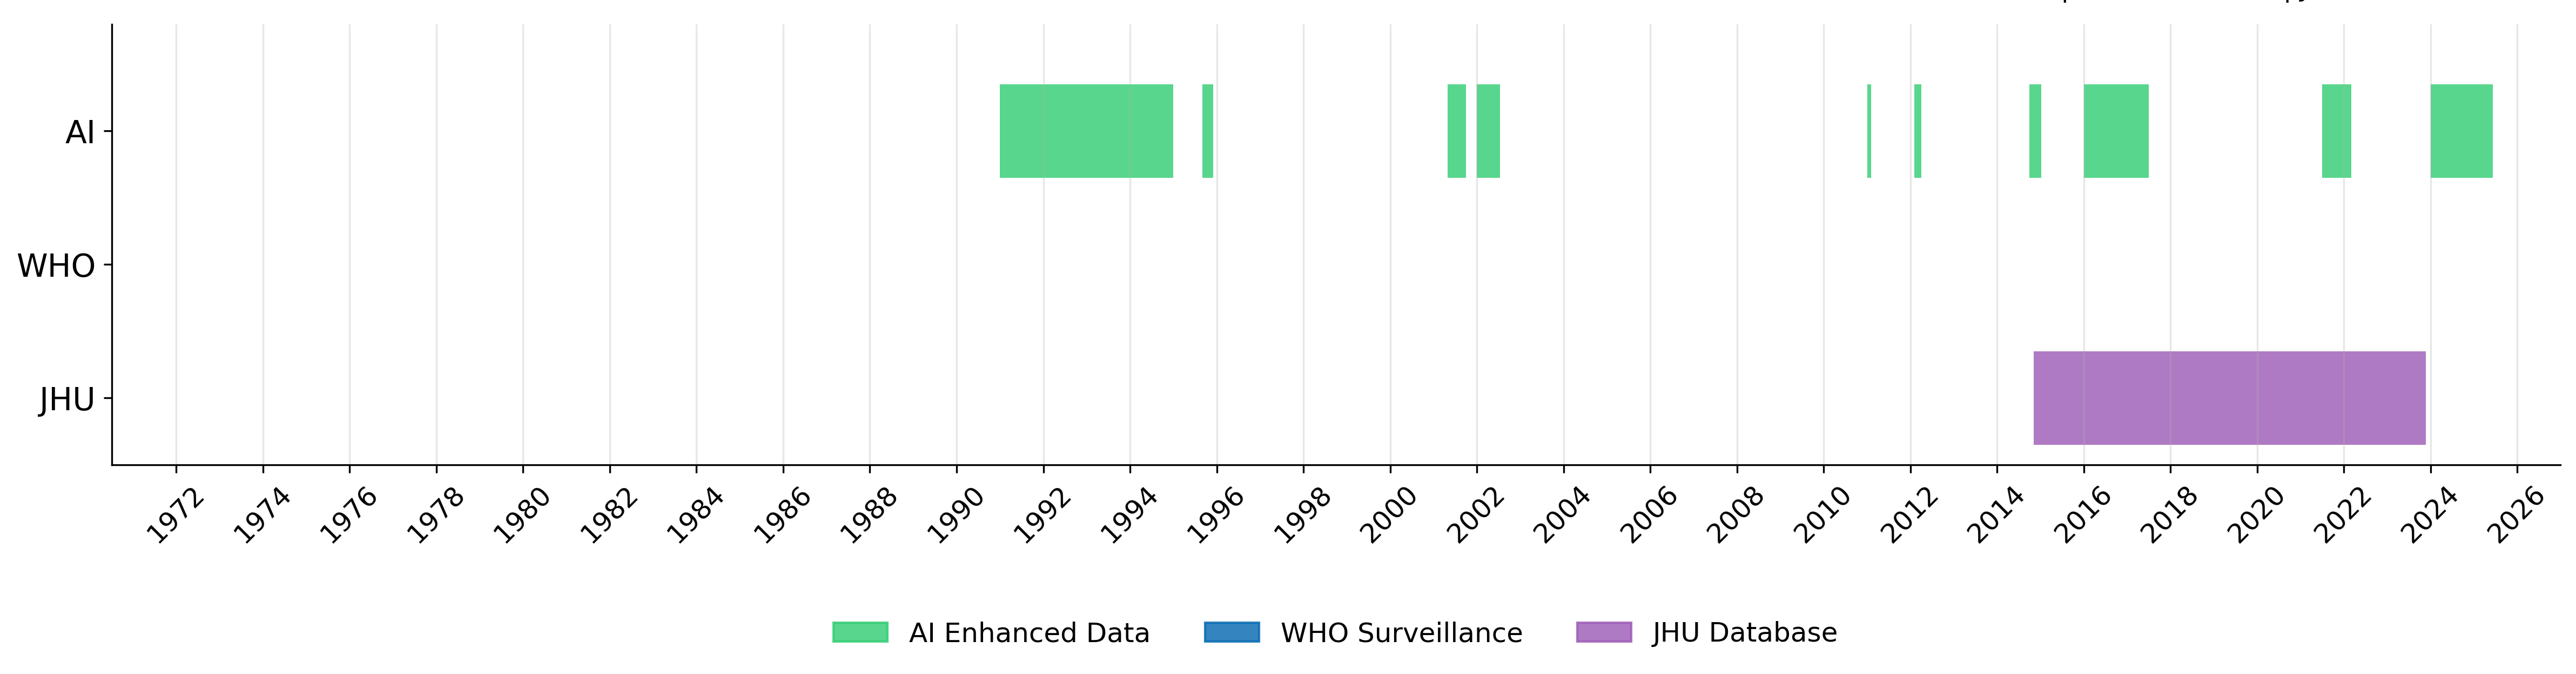 AI
WHO
JHU
1972 1974 1976 1978 1980 1982 1984 1986 1988 1990 1992 1994 1996 1998 2000 2002 2004 2006 2008 2010 2012 2014 2016 2018 2020 2022 2024 2026
AI Enhanced Data WHO Surveillance JHU Database